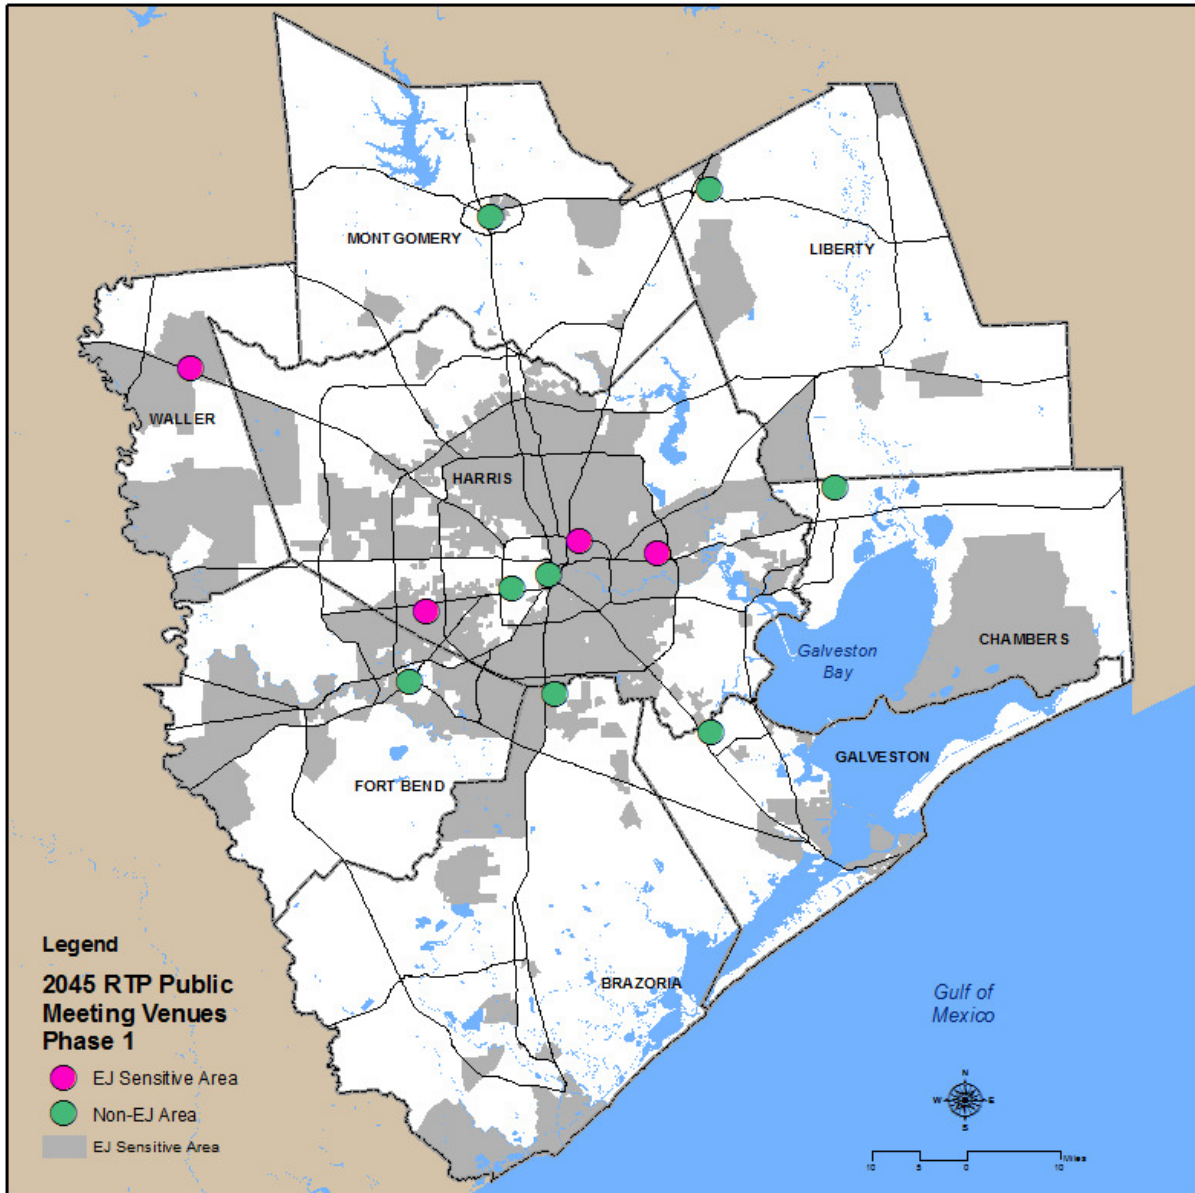 MONTGOMERY
LIBERTY
WALLER
HARRIS
CHAMBERS
Galveston
Bay
GALVESTON
FORT BEND
BRAZORIA
Gulf of
Mexico
Legend
2045 RTP Public
Meeting Venues
Phase 1
EJ Sensitive Area
Non-EJ Area
EJ Sensitive Area
N
W E
S
Miles
10 5 0 10